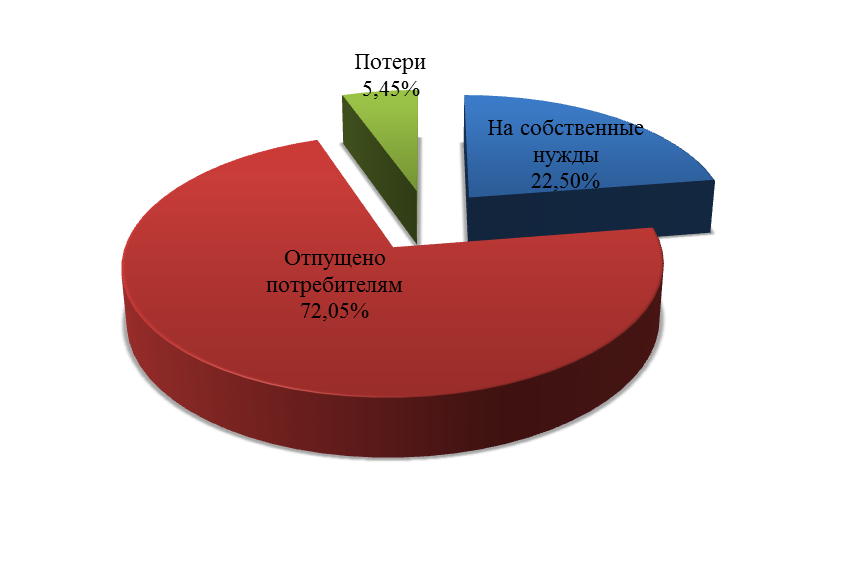 Потери
5,45%
На собственные
нужды
22,50%
Отпущено
потребителям
72,05%